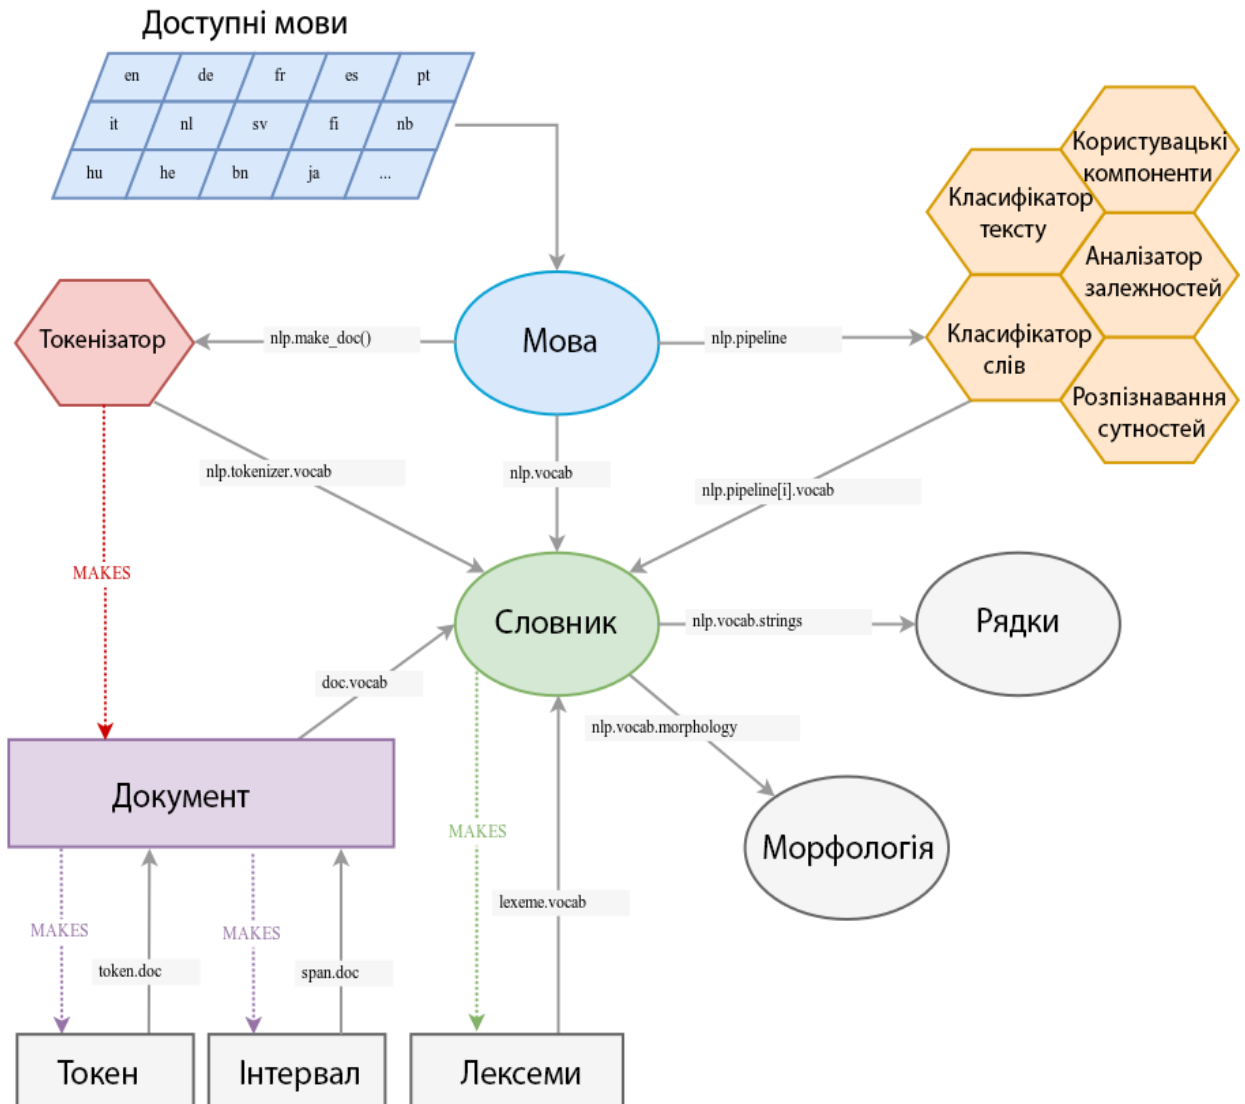 Доступні мови
en de fr es pt
it nl sv fi nb
hu he bn ja ...
Користувацькі
компоненти
Класифікатор
тексту
Аналізатор
залежностей
Класифікатор
слів
Розпізнавання
сутностей
Токенізатор
nlp.make_doc()
Мова
nlp.pipeline
nlp.tokenizer.vocab
nlp.vocab
nlp.pipeline[i].vocab
MAKES
Словник
nlp.vocab.strings
Рядки
doc.vocab
nlp.vocab.morphology
Документ
MAKES
Морфологія
lexeme.vocab
MAKES
MAKES
token.doc
span.doc
Токен
Інтервал
Лексеми